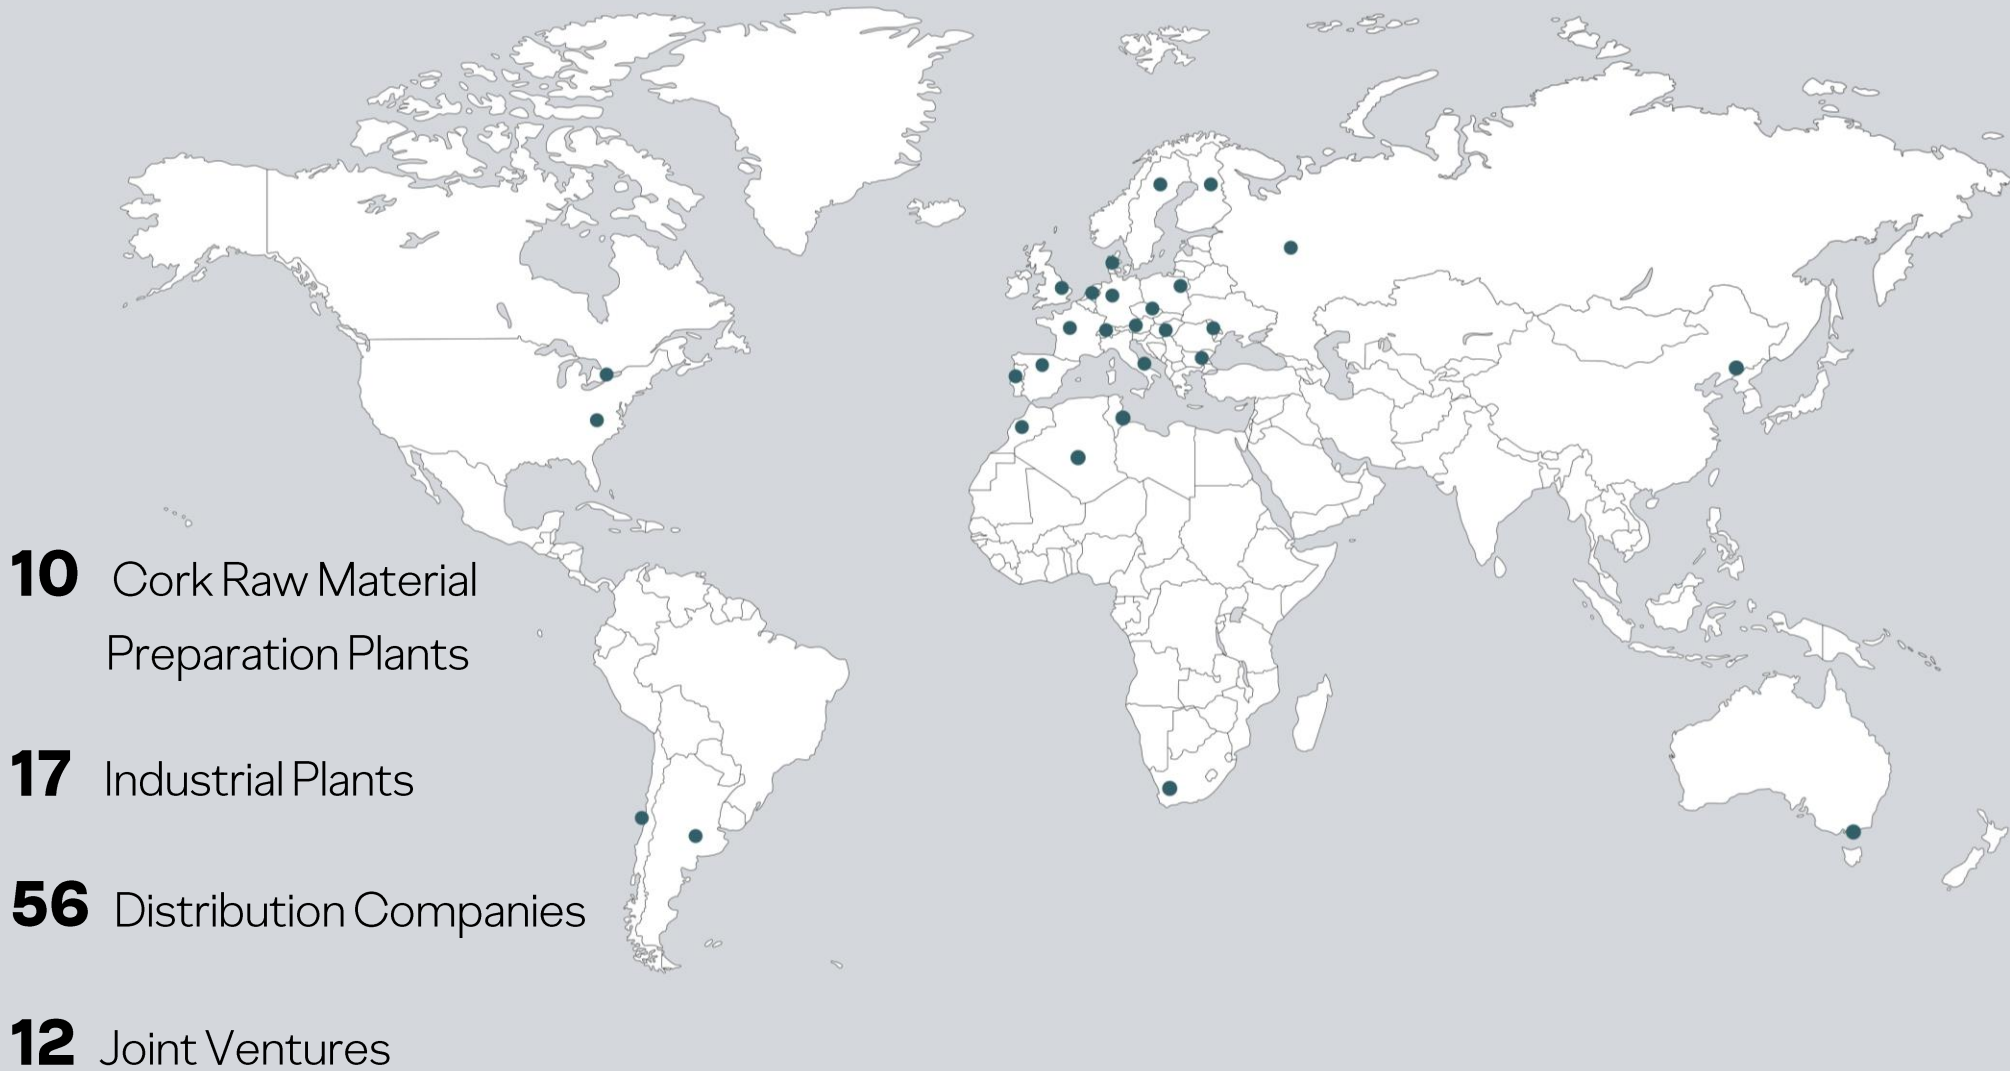 10 Cork Raw Material
Preparation Plants
17 Industrial Plants
56 Distribution Companies
12 Joint Ventures